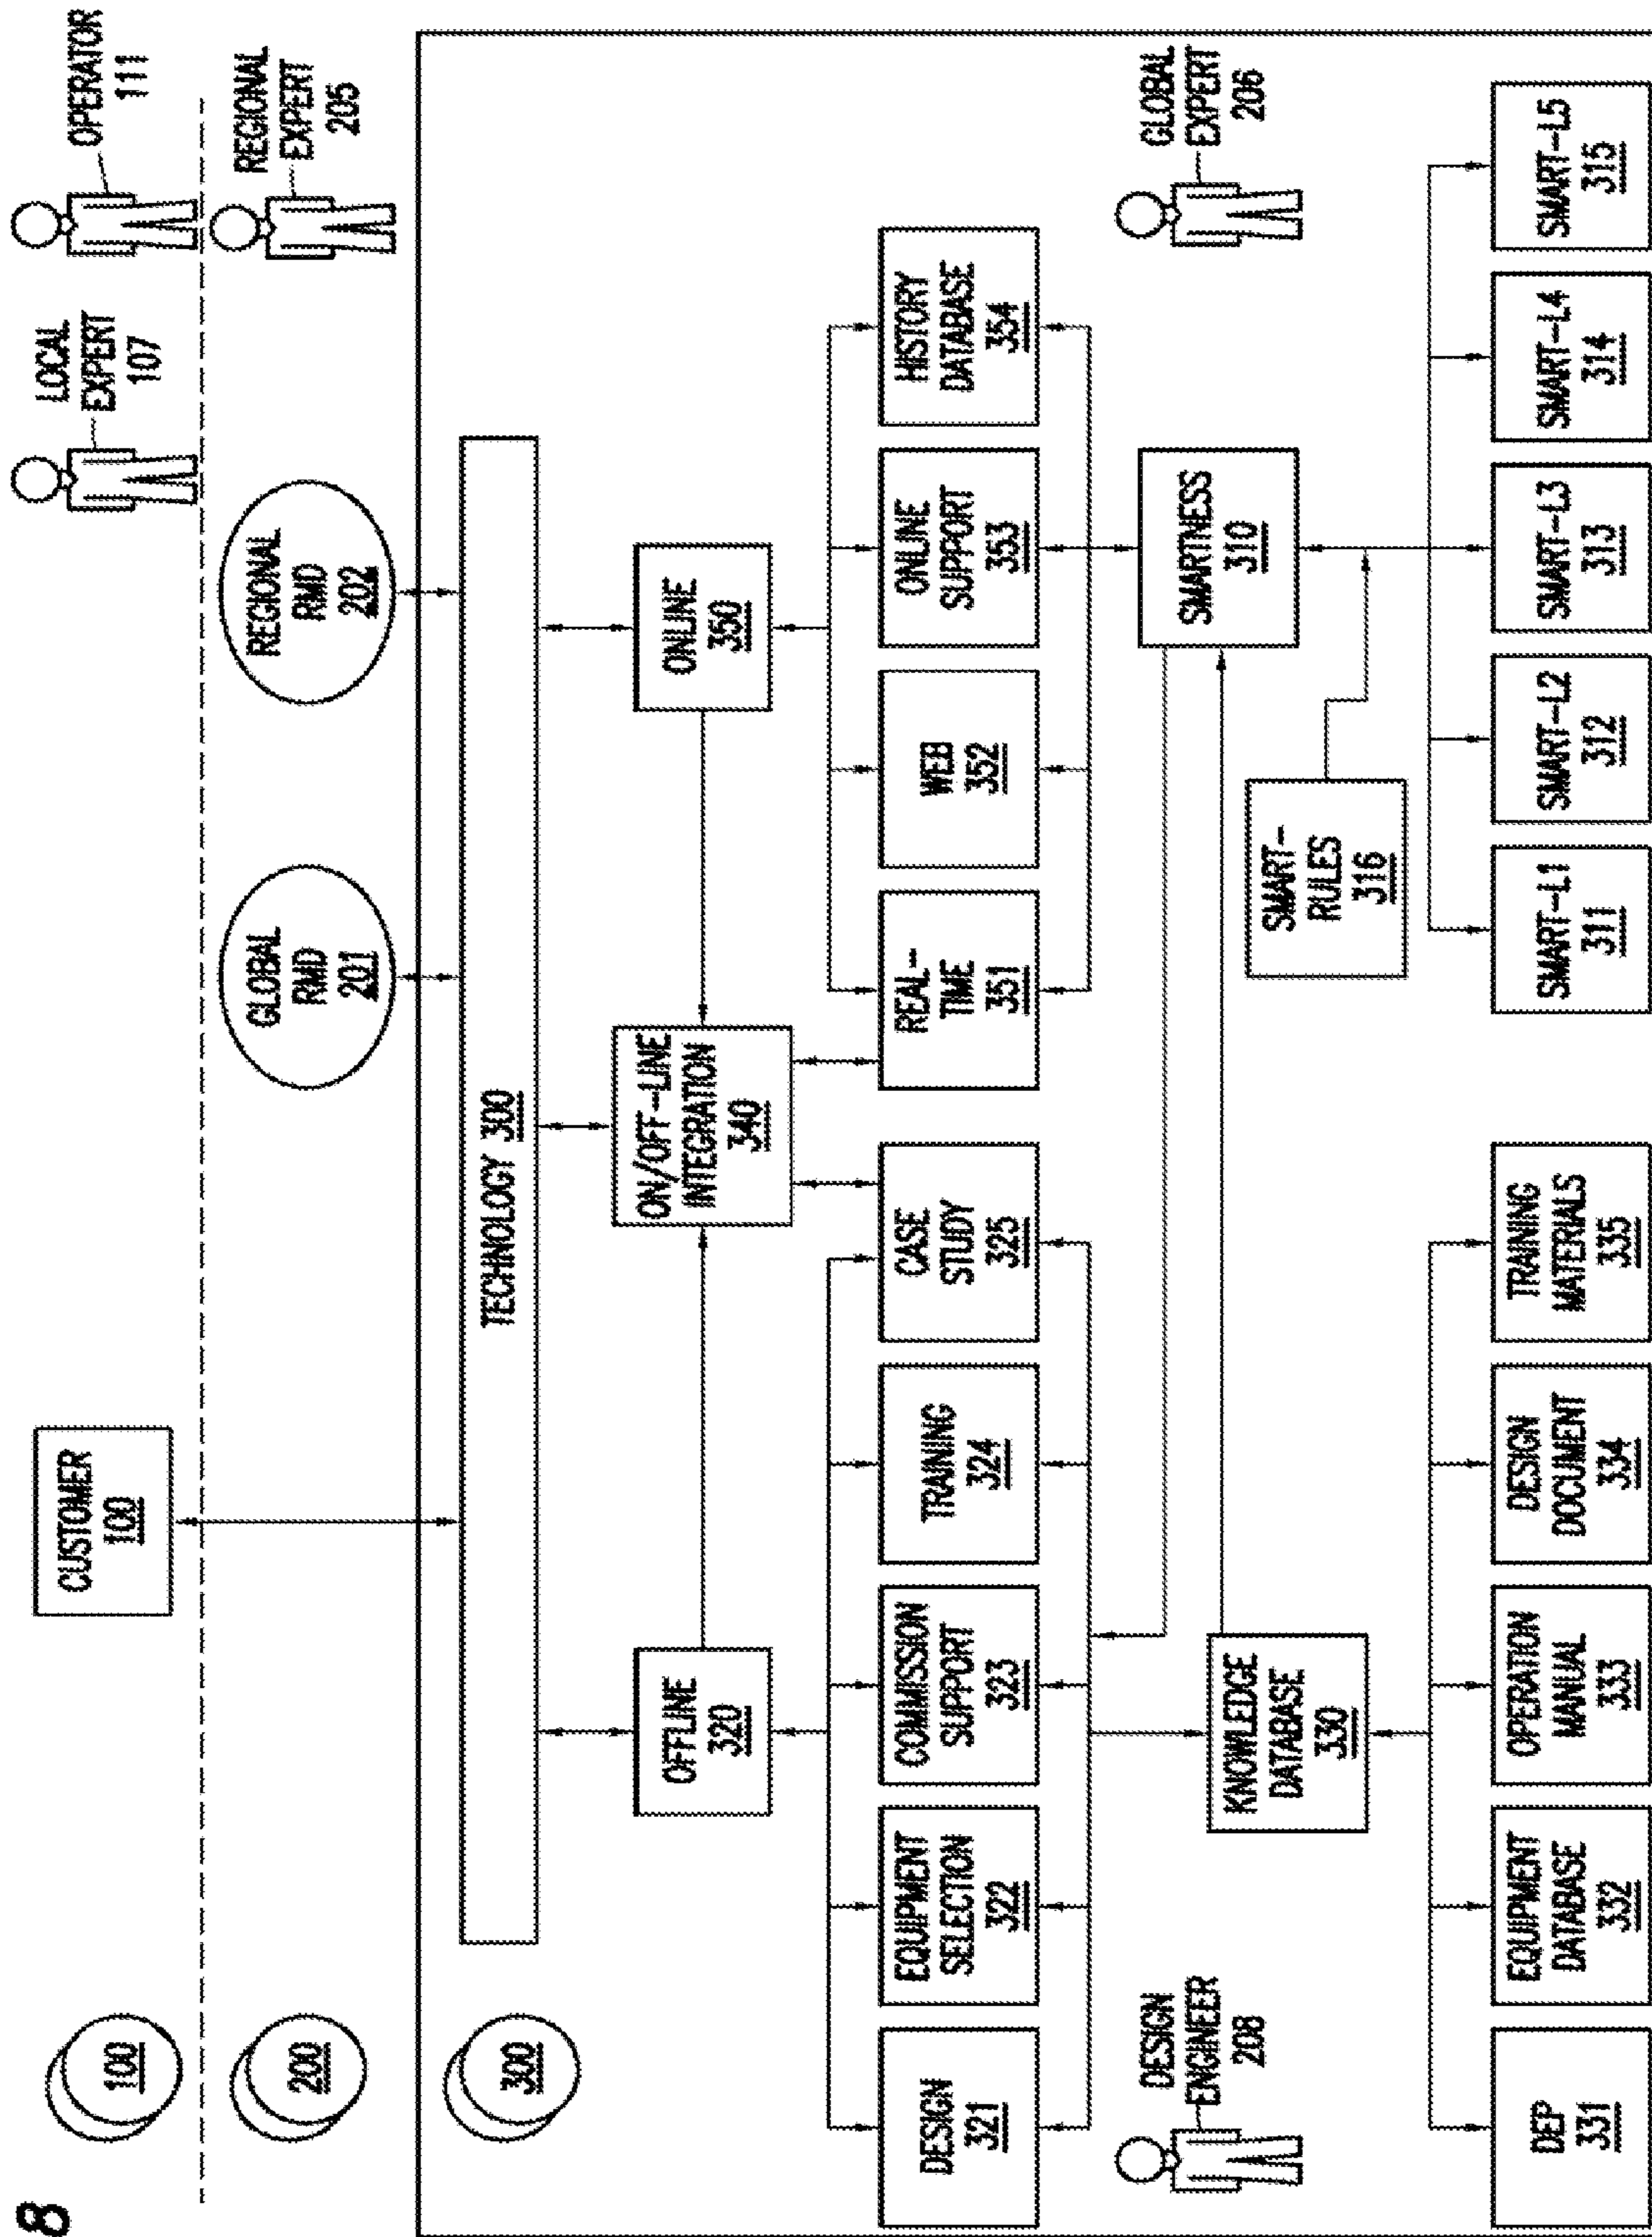 8
100
CUSTOMER
100
LOCAL
EXPERT
107
OPERATOR
111
200
GLOBAL
RMD
201
REGIONAL
RMD
202
REGIONAL
EXPERT
205
300
TECHNOLOGY 300
OFFLINE
320
ON/OFF-LINE
INTEGRATION
340
ONLINE
350
DESIGN
321
EQUIPMENT
SELECTION
322
COMMISSION
SUPPORT
323
TRAINING
324
CASE
STUDY
325
REAL-
TIME
351
WEB
352
ONLINE
SUPPORT
353
HISTORY
DATABASE
354
DESIGN
ENGINEER
208
KNOWLEDGE
DATABASE
330
SMARTNESS
310
GLOBAL
EXPERT
206
SMART-
RULES
316
DEP
331
EQUIPMENT
DATABASE
332
OPERATION
MANUAL
333
DESIGN
DOCUMENT
334
TRAINING
MATERIALS
335
SMART-L1
311
SMART-L2
312
SMART-L3
313
SMART-L4
314
SMART-L5
315